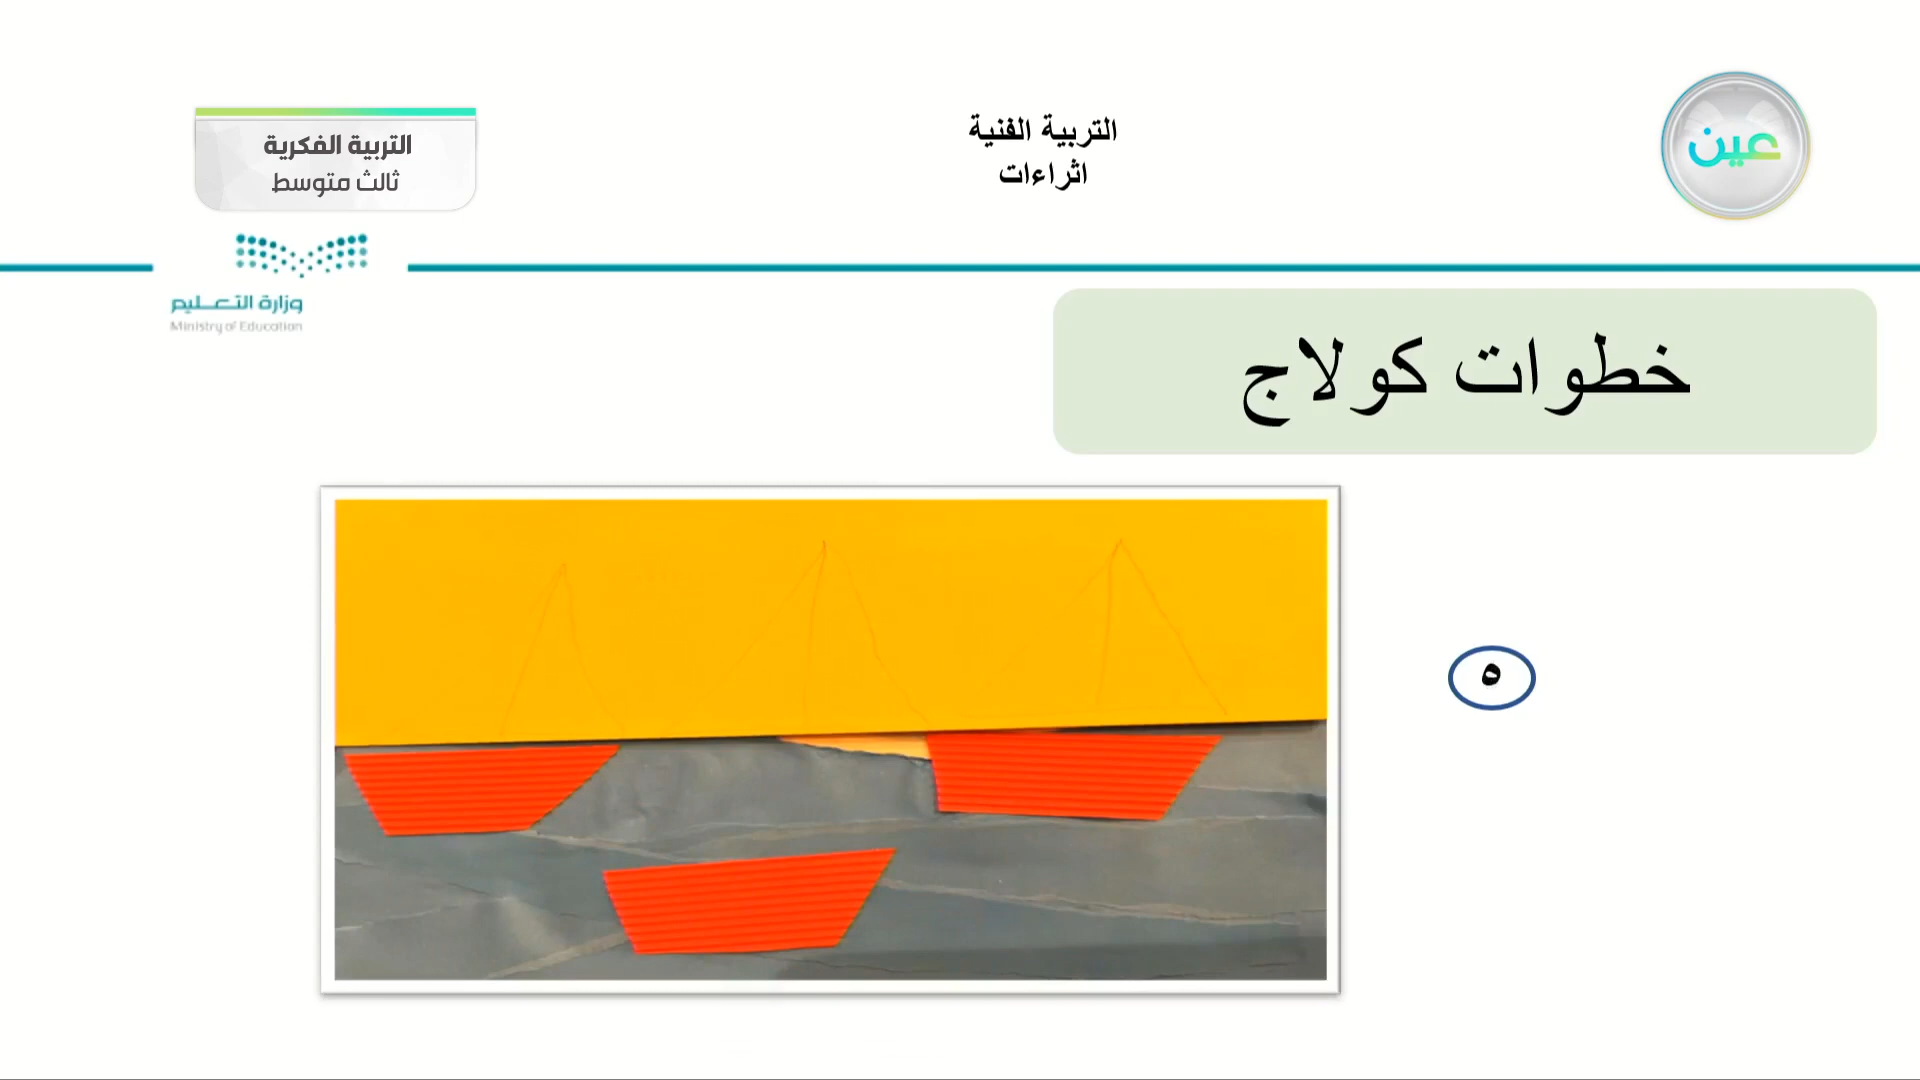 التربية الفنية
اثراءات
عين
التربية الفكرية
ثالث متوسط
وزارة التعليم
Ministry of Education
خطوات كولاج
٥